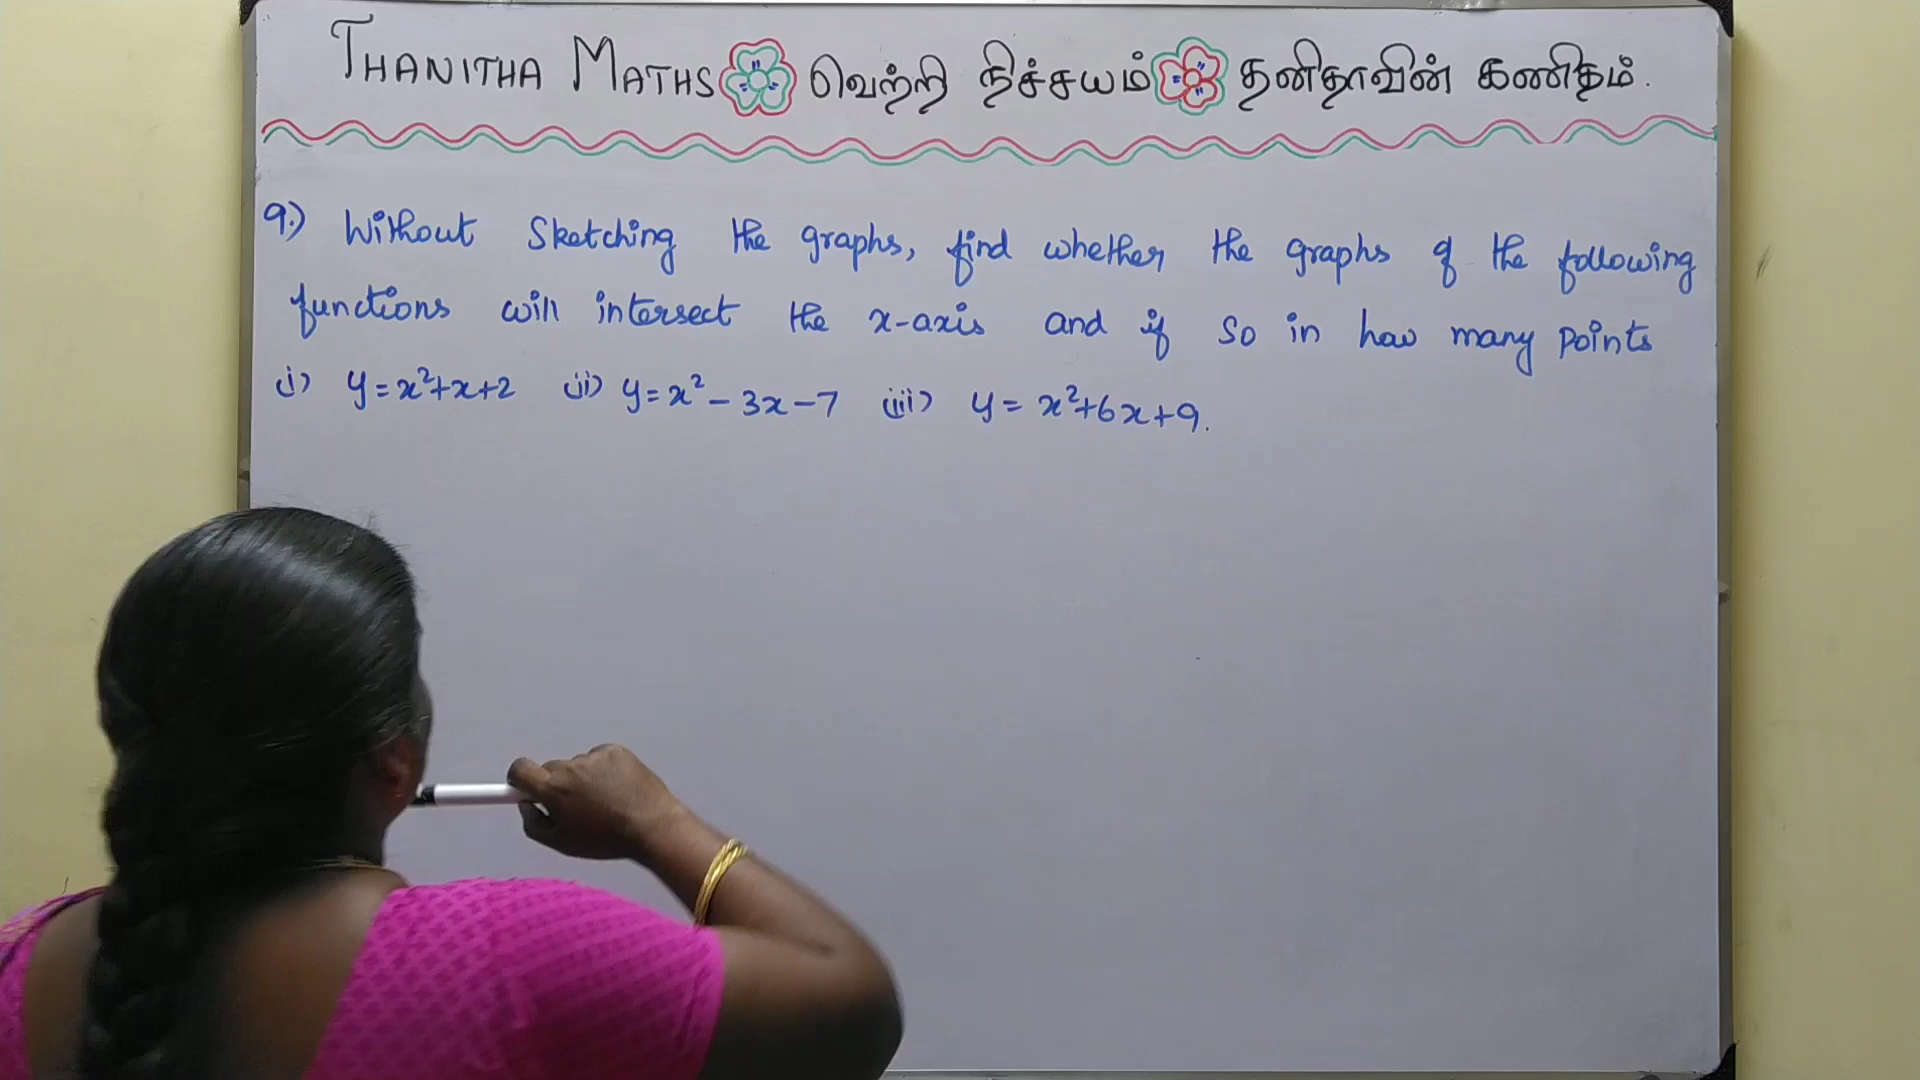 THANITHA MATHS வெற்றி நிச்சயம் தனிதாவின் கணிதம்.
9.) Without Sketching the graphs, find whether the graphs of the following
functions will intersect the x-axis and if so in how many points
(i) y = x²+x+2 (ii) y = x² - 3x - 7 (iii) y = x²+6x+9.